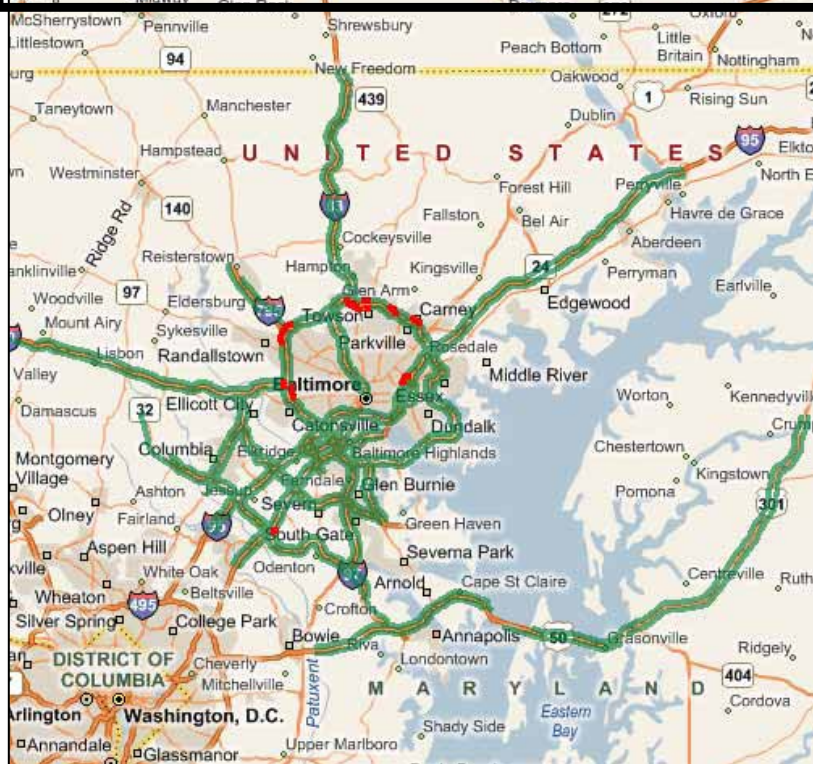 McSherrystown
Pennville
Shrewsbury
Littlestown
94
New Freedom
Peach Bottom
Little
Britain
Nottingham
Oakwood
1
Rising Sun
439
Taneytown
Manchester
Dublin
95
Hampstead
UNITED STATES
Westminster
Forest Hill
Perryville
Ridge Rd
140
Fallston
Bel Air
Havre de Grace
Cockeysville
Aberdeen
Reisterstown
Hampton
Kingsville
24
Perryman
97
Glen Arm
Earlville
Woodville
Eldersburg
Towson
Carney
Edgewood
Mount Airy
Sykesville
Parkville
Rosedale
Lisbon
Randallstown
Middle River
Valley
Baltimore
Essex
Worton
Kennedyville
Damascus
32
Ellicott City
Catonsville
Dundalk
Columbia
Elkridge
Baltimore Highlands
Chestertown
Montgomery
Village
Kingstown
Ashton
Jessup
Ferndale
Glen Burnie
Pomona
Severn
301
Olney
Fairland
95
Green Haven
Aspen Hill
South Gate
Severna Park
White Oak
Odenton
Arnold
Cape St Claire
Centreville
Wheaton
495
Beltsville
Crofton
Silver Spring
College Park
Bowie
Annapolis
50
Grasonville
Riva
Ridgely
DISTRICT OF
COLUMBIA
Cheverly
Londontown
404
Mitchellville
Patuxent
MARYLAND
Cordova
Arlington
Washington, D.C.
Eastern
Bay
Shady Side
Annandale
Glassmanor
Upper Marlboro